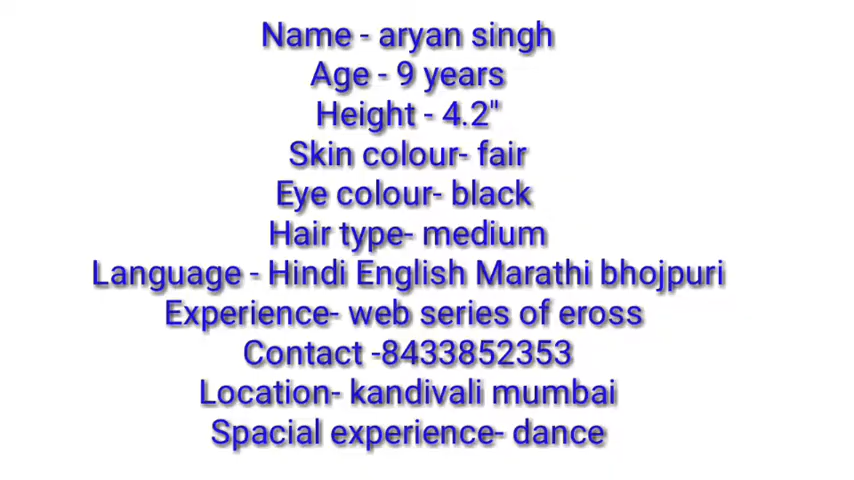 Name - aryan singh
Age - 9 years
Height - 4.2"
Skin colour- fair
Eye colour- black
Hair type- medium
Language - Hindi English Marathi bhojpuri
Experience- web series of eross
Contact -8433852353
Location- kandivali mumbai
Spacial experience- dance